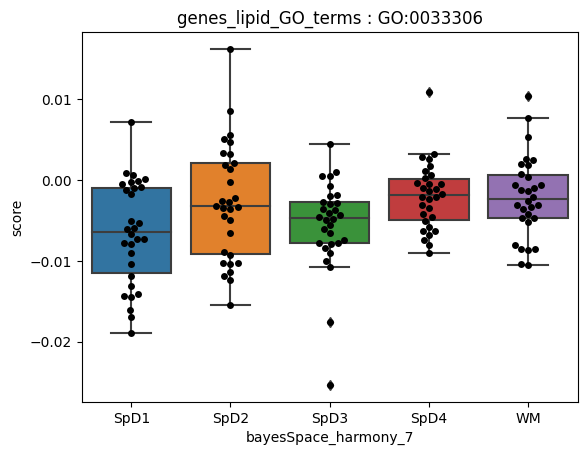 genes_lipid_GO_terms : GO:0033306
score
0.01
0.00
−0.01
−0.02
SpD1 SpD2 SpD3 SpD4 WM
bayesSpace_harmony_7